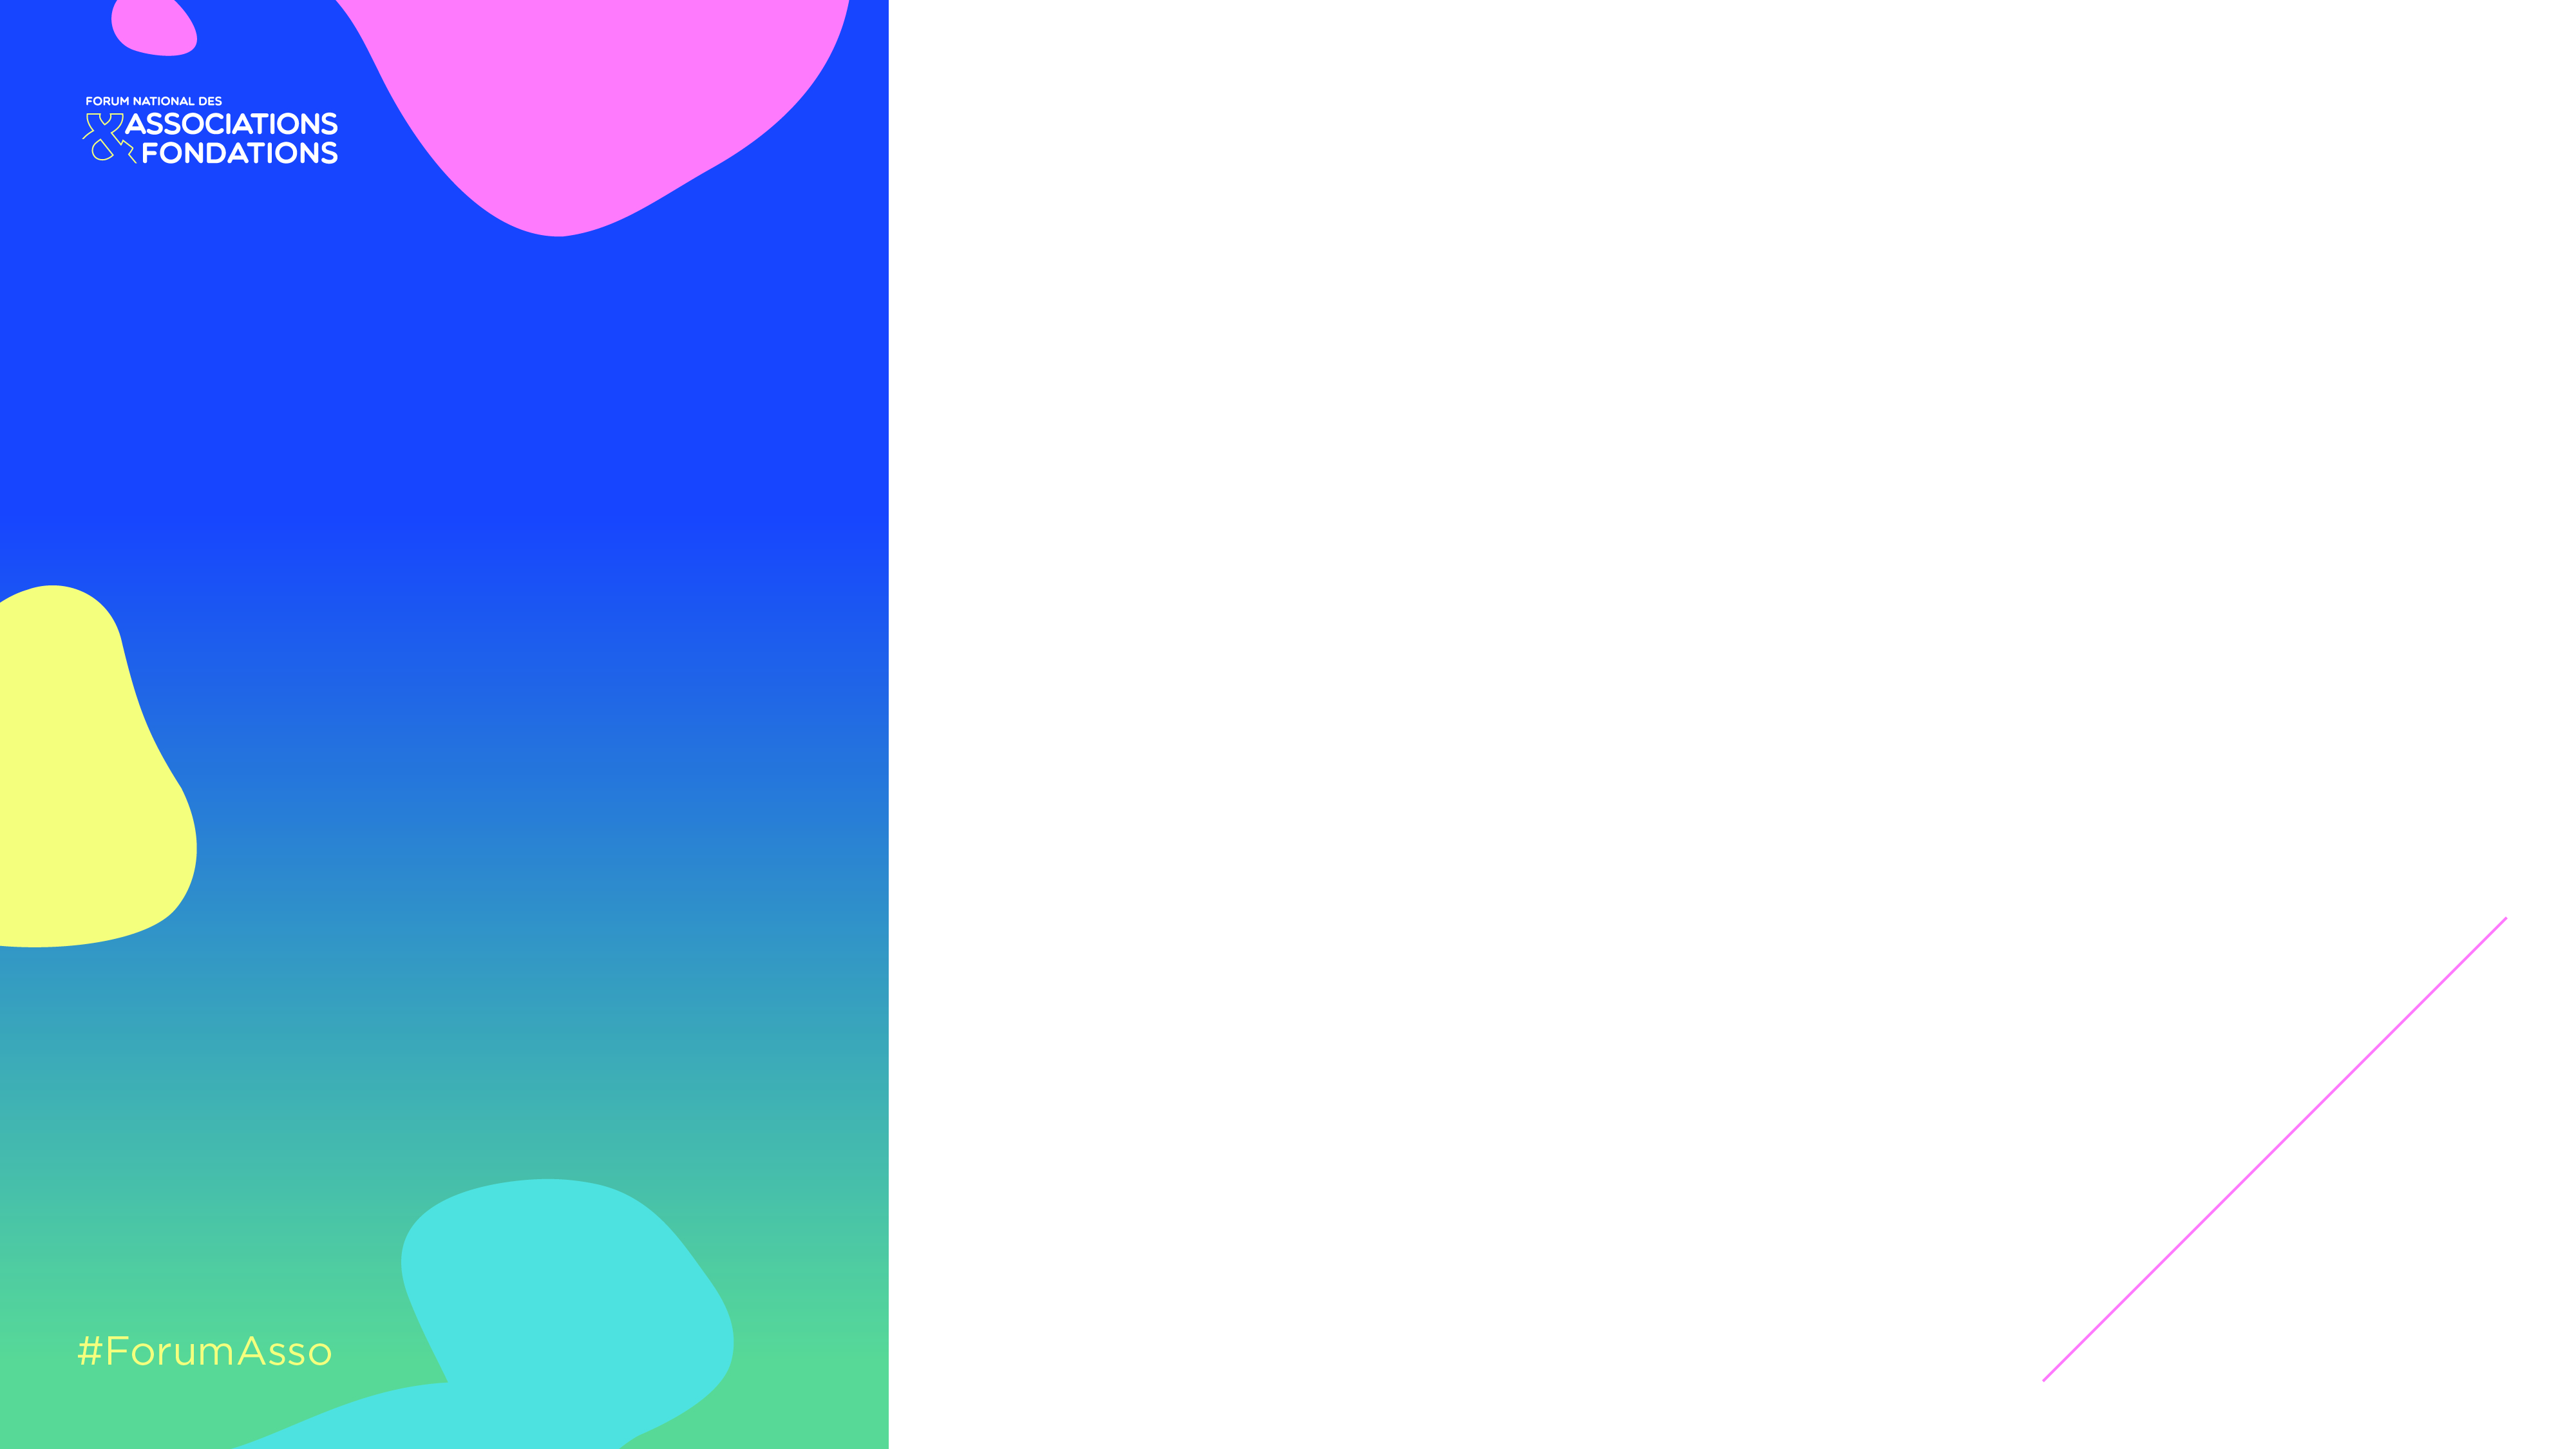 FORUM NATIONAL DES
ASSOCIATIONS
& FONDATIONS
#ForumAsso